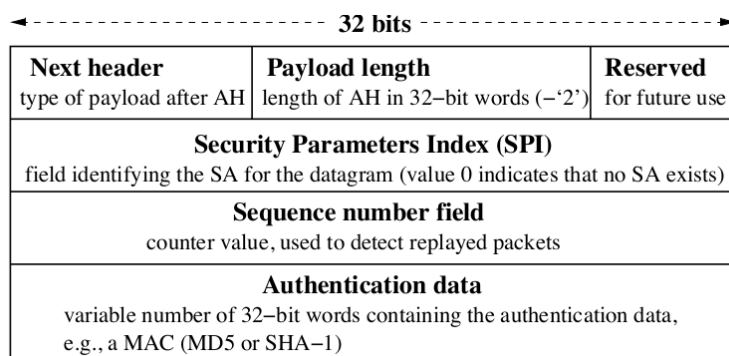 32 bits
Next header Payload length Reserved
type of payload after AH length of AH in 32−bit words (−‘2’) for future use
Security Parameters Index (SPI)
field identifying the SA for the datagram (value 0 indicates that no SA exists)
Sequence number field
counter value, used to detect replayed packets
Authentication data
variable number of 32−bit words containing the authentication data,
e.g., a MAC (MD5 or SHA−1)